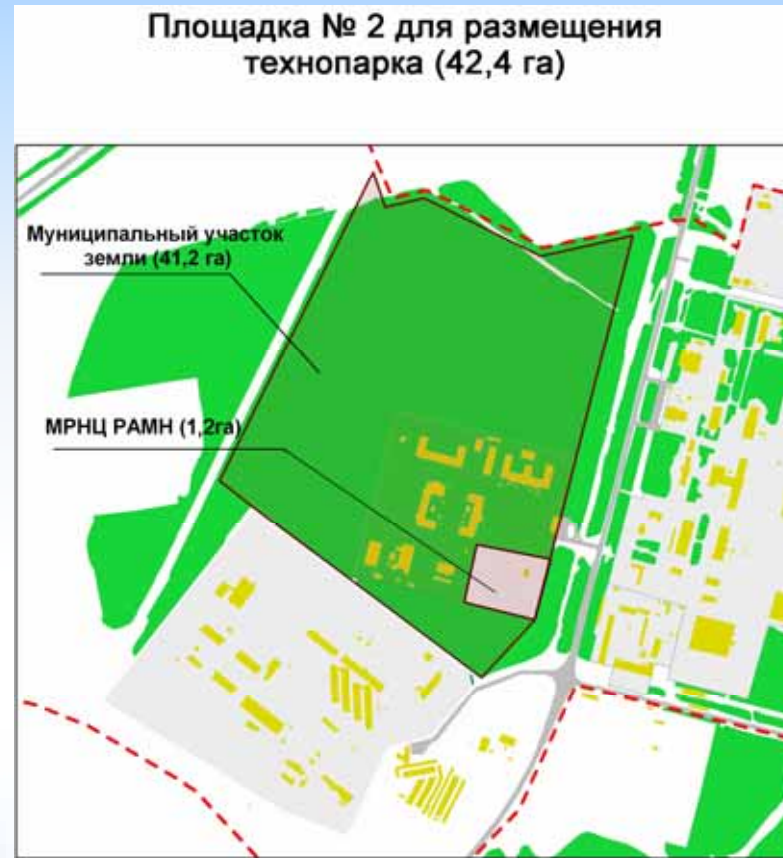 Площадка № 2 для размещения
технопарка (42,4 га)
Муниципальный участок
земли (41,2 га)
МРНЦ РАМН (1,2га)